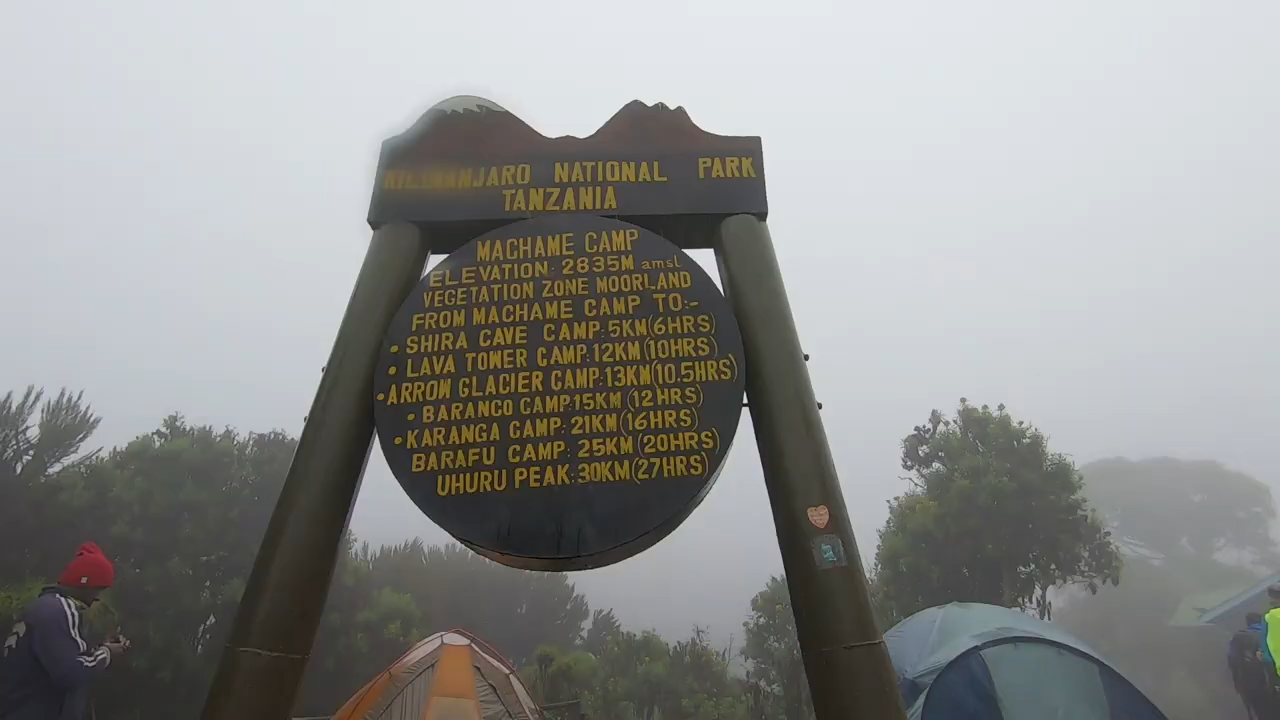 KILIMANJARO NATIONAL PARK
TANZANIA
MACHAME CAMP
ELEVATION: 2835M amsl
VEGETATION ZONE MOORLAND
FROM MACHAME CAMP TO:-
• SHIRA CAVE CAMP: 5KM(6HRS)
• LAVA TOWER CAMP: 12KM(10HRS)
• ARROW GLACIER CAMP: 13KM(10.5HRS)
• BARANCO CAMP: 15KM (12HRS)
• KARANGA CAMP: 21KM(16HRS)
BARAFU CAMP: 25KM (20HRS)
UHURU PEAK: 30KM(27HRS)